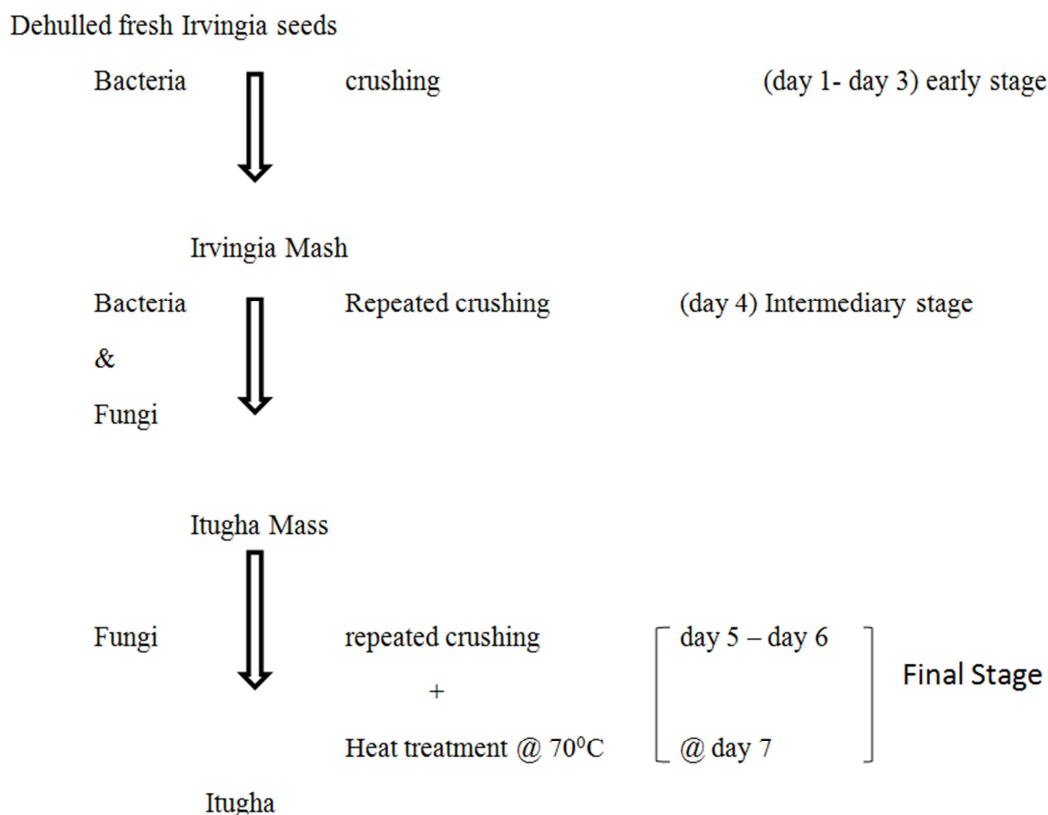 Dehulled fresh Irvingia seeds
Bacteria crushing (day 1- day 3) early stage
Irvingia Mash
Bacteria Repeated crushing (day 4) Intermediary stage
&
Fungi
Itugha Mass
Fungi repeated crushing day 5 – day 6
Final Stage
+
Heat treatment @ 70⁰C @ day 7
Itugha